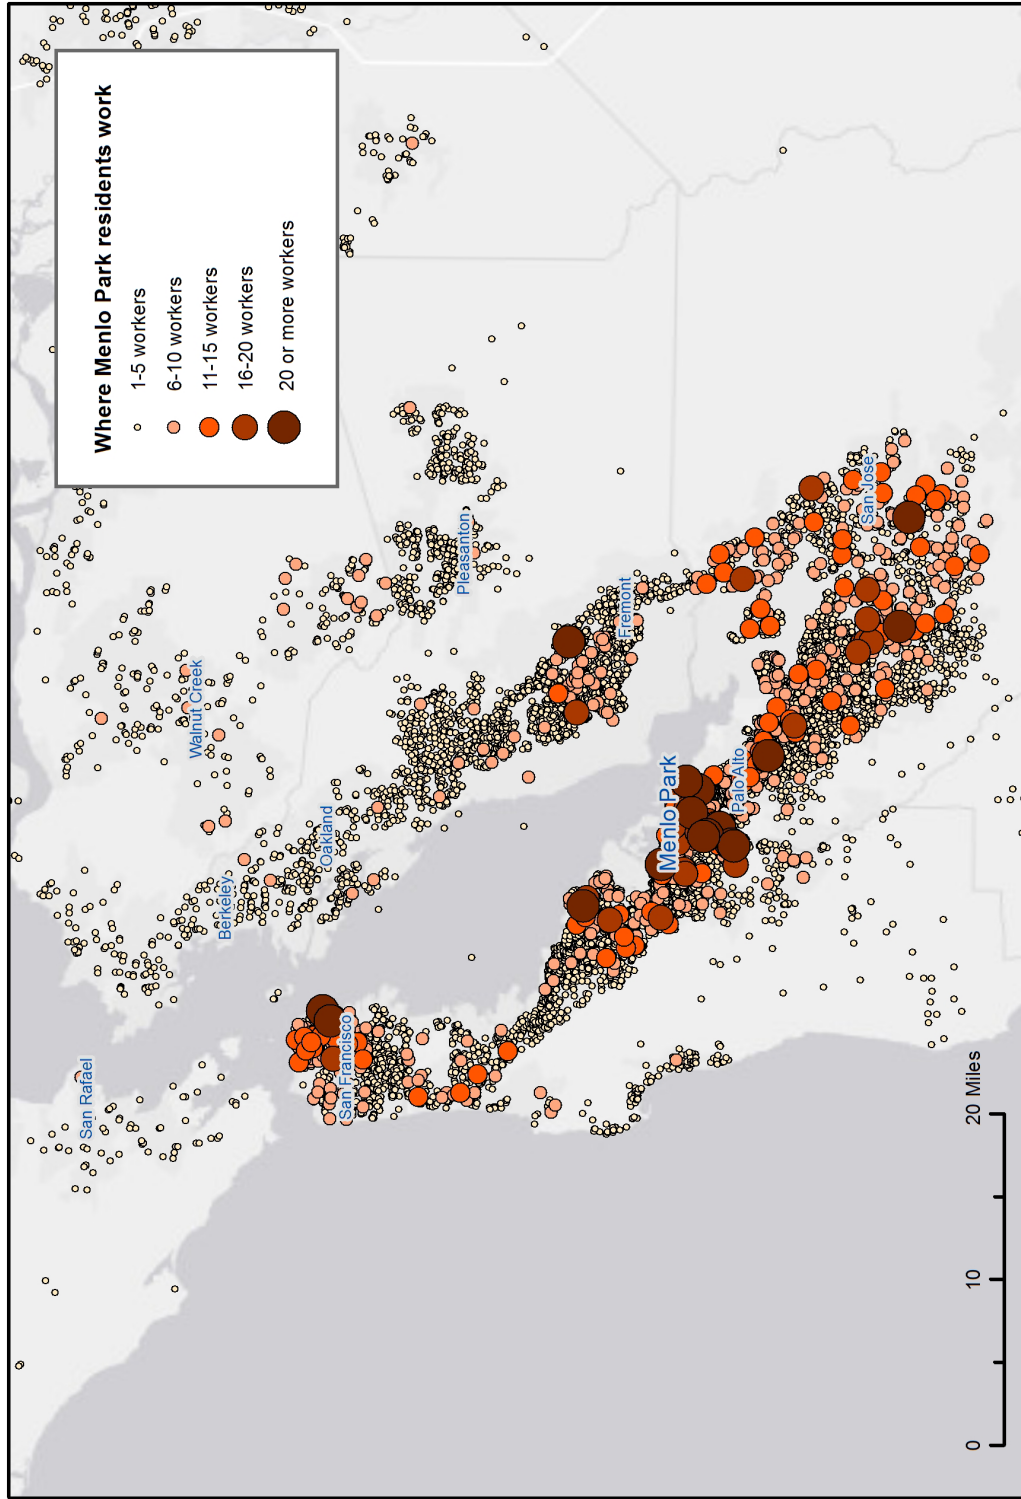 Where Menlo Park residents work
1-5 workers
6-10 workers
11-15 workers
16-20 workers
20 or more workers
San Rafael
Berkeley
Walnut Creek
Oakland
San Francisco
Pleasanton
Fremont
Menlo Park
Palo Alto
San Jose
0
10
20 Miles